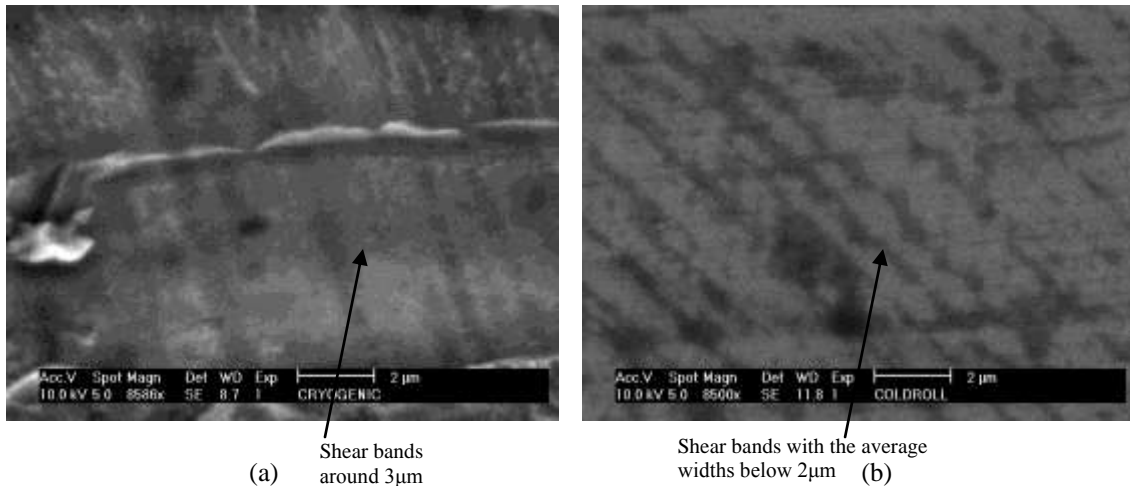 Acc.V Spot Magn Det WD Exp 2 μm
10.0 kV 5.0 8586x SE 8.7 1 CRYOGENIC
Acc.V Spot Magn Det WD Exp 2 μm
10.0 kV 5.0 8500x SE 11.8 1 COLDROLL
Shear bands
around 3μm
(a)
Shear bands with the average
widths below 2μm
(b)